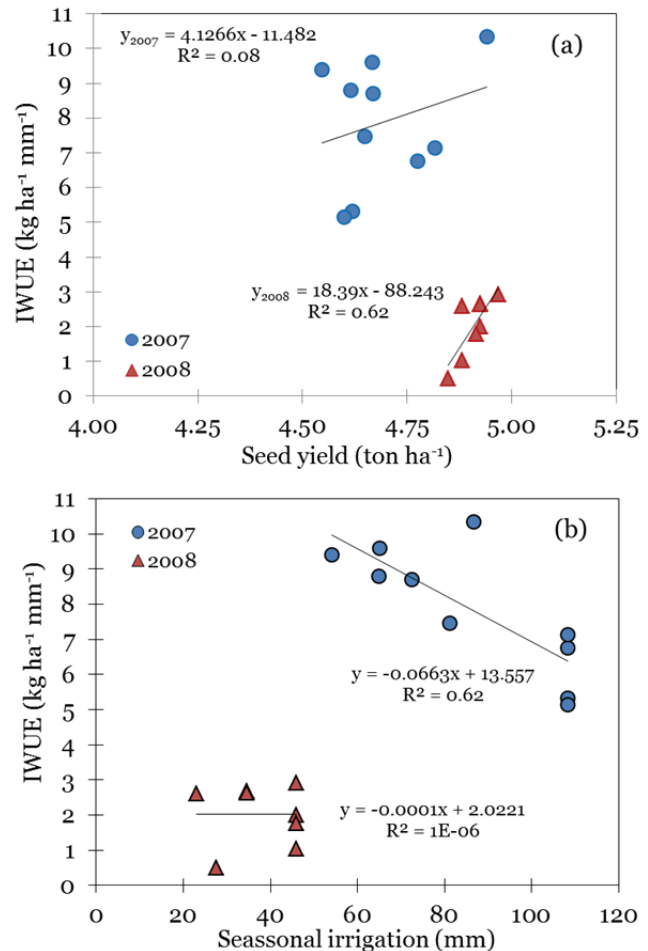 11
10
9
8
7
6
5
4
3
2
1
0
IWUE (kg ha⁻¹ mm⁻¹)
y₂₀₀₇ = 4.1266x - 11.482
R² = 0.08
(a)
y₂₀₀₈ = 18.39x - 88.243
R² = 0.62
2007
2008
4.00 4.25 4.50 4.75 5.00 5.25
Seed yield (ton ha⁻¹)
11
10
9
8
7
6
5
4
3
2
1
0
IWUE (kg ha⁻¹ mm⁻¹)
2007
2008
(b)
y = -0.0663x + 13.557
R² = 0.62
y = -0.0001x + 2.0221
R² = 1E-06
0 20 40 60 80 100 120
Seassonal irrigation (mm)